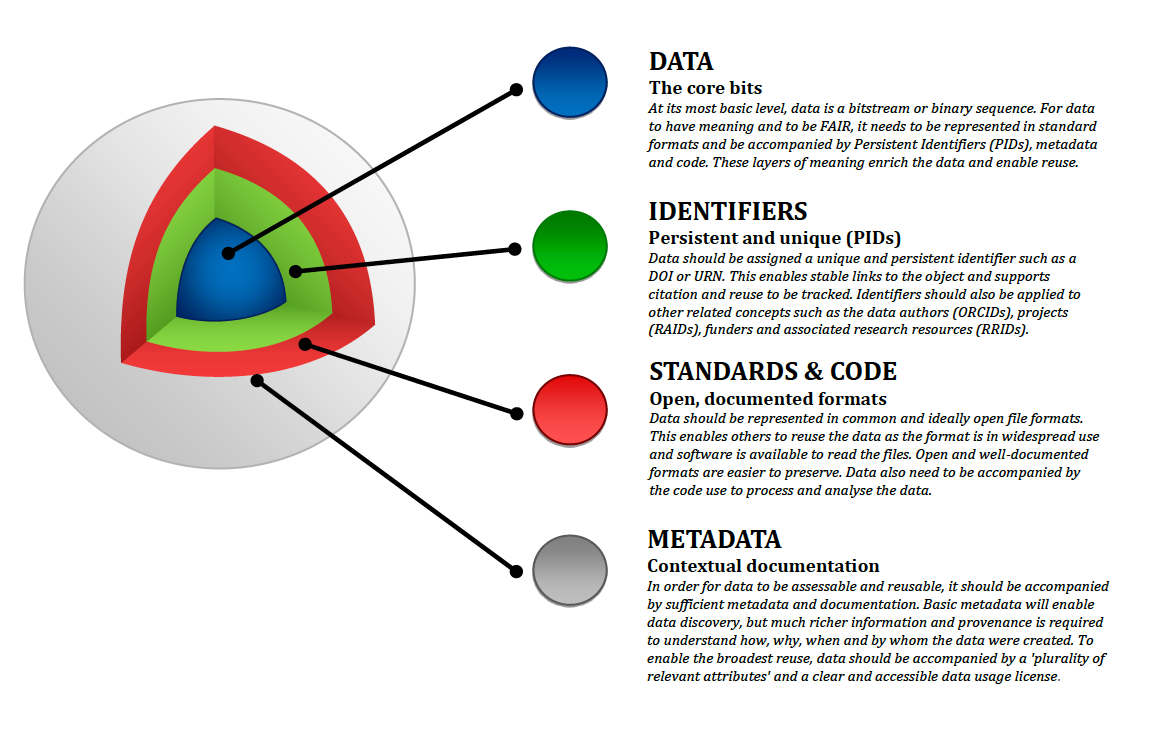 DATA
The core bits
At its most basic level, data is a bitstream or binary sequence. For data
to have meaning and to be FAIR, it needs to be represented in standard
formats and be accompanied by Persistent Identifiers (PIDs), metadata
and code. These layers of meaning enrich the data and enable reuse.
IDENTIFIERS
Persistent and unique (PIDs)
Data should be assigned a unique and persistent identifier such as a
DOI or URN. This enables stable links to the object and supports
citation and reuse to be tracked. Identifiers should also be applied to
other related concepts such as the data authors (ORCIDs), projects
(RAIDs), funders and associated research resources (RRIDs).
STANDARDS & CODE
Open, documented formats
Data should be represented in common and ideally open file formats.
This enables others to reuse the data as the format is in widespread use
and software is available to read the files. Open and well-documented
formats are easier to preserve. Data also need to be accompanied by
the code use to process and analyse the data.
METADATA
Contextual documentation
In order for data to be assessable and reusable, it should be accompanied
by sufficient metadata and documentation. Basic metadata will enable
data discovery, but much richer information and provenance is required
to understand how, why, when and by whom the data were created. To
enable the broadest reuse, data should be accompanied by a 'plurality of
relevant attributes' and a clear and accessible data usage license.